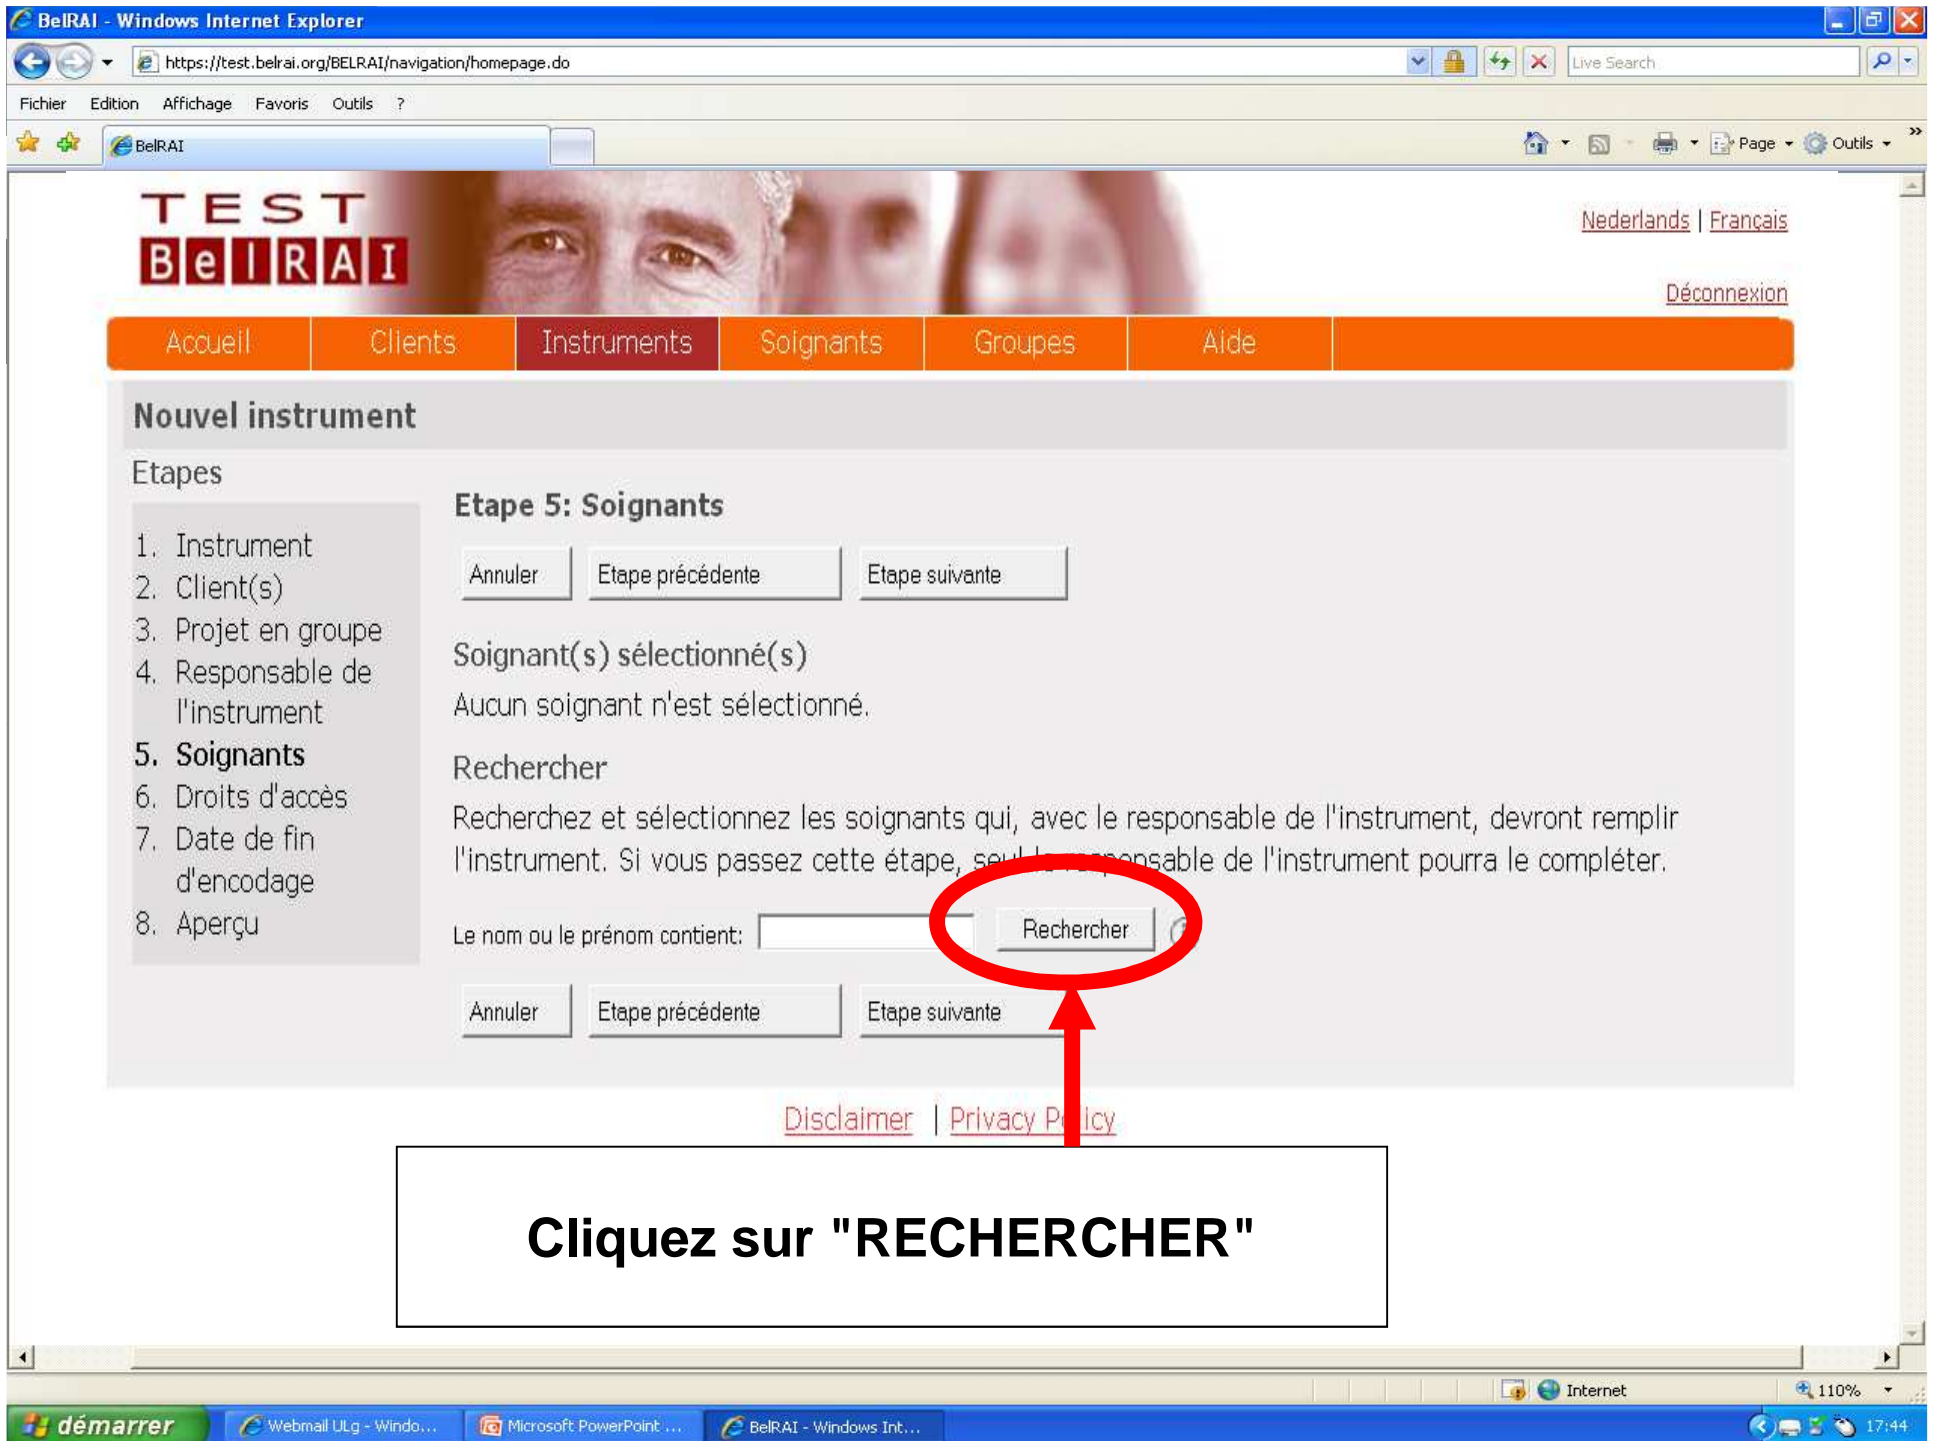 BelRAI - Windows Internet Explorer
https://test.belrai.org/BELRAI/navigation/homepage.do
Live Search
Fichier Edition Affichage Favoris Outils ?
BelRAI
Page Outils
TEST
BelRAI
Nederlands | Français
Déconnexion
Accueil Clients Instruments Soignants Groupes Aide
Nouvel instrument
Etapes
1. Instrument
2. Client(s)
3. Projet en groupe
4. Responsable de
l'instrument
5. Soignants
6. Droits d'accès
7. Date de fin
d'encodage
8. Aperçu
Etape 5: Soignants
Annuler Etape précédente Etape suivante
Soignant(s) sélectionné(s)
Aucun soignant n'est sélectionné.
Rechercher
Recherchez et sélectionnez les soignants qui, avec le responsable de l'instrument, devront remplir
l'instrument. Si vous passez cette étape, seul le responsable de l'instrument pourra le compléter.
Le nom ou le prénom contient: Rechercher
Annuler Etape précédente Etape suivante
Disclaimer | Privacy Policy
Cliquez sur "RECHERCHER"
Internet 110%
démarrer Webmail ULg - Windo... Microsoft PowerPoint ... BelRAI - Windows Int... 17:44